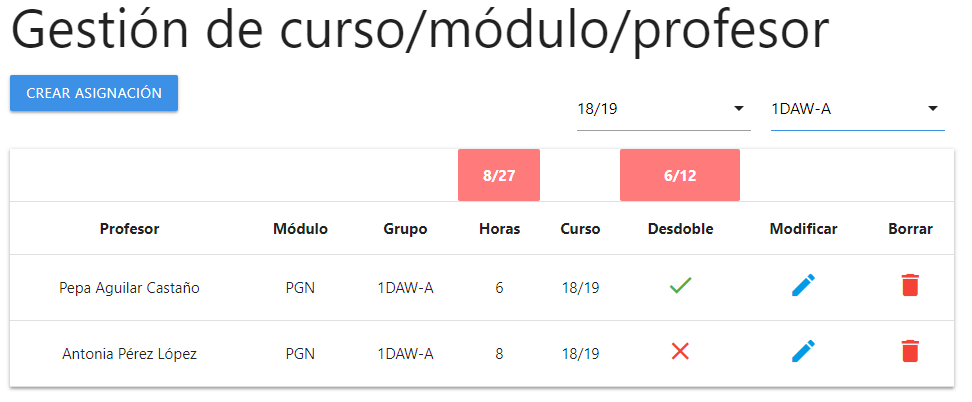 Gestión de curso/módulo/profesor
CREAR ASIGNACIÓN
18/19 1DAW-A
8/27 6/12
Profesor Módulo Grupo Horas Curso Desdoble Modificar Borrar
Pepa Aguilar Castaño PGN 1DAW-A 6 18/19
Antonia Pérez López PGN 1DAW-A 8 18/19